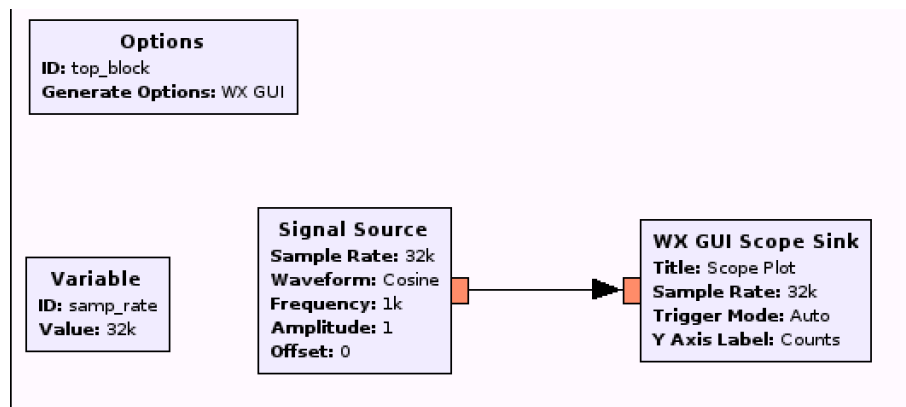 Options
ID: top_block
Generate Options: WX GUI
Variable
ID: samp_rate
Value: 32k
Signal Source
Sample Rate: 32k
Waveform: Cosine
Frequency: 1k
Amplitude: 1
Offset: 0
WX GUI Scope Sink
Title: Scope Plot
Sample Rate: 32k
Trigger Mode: Auto
Y Axis Label: Counts